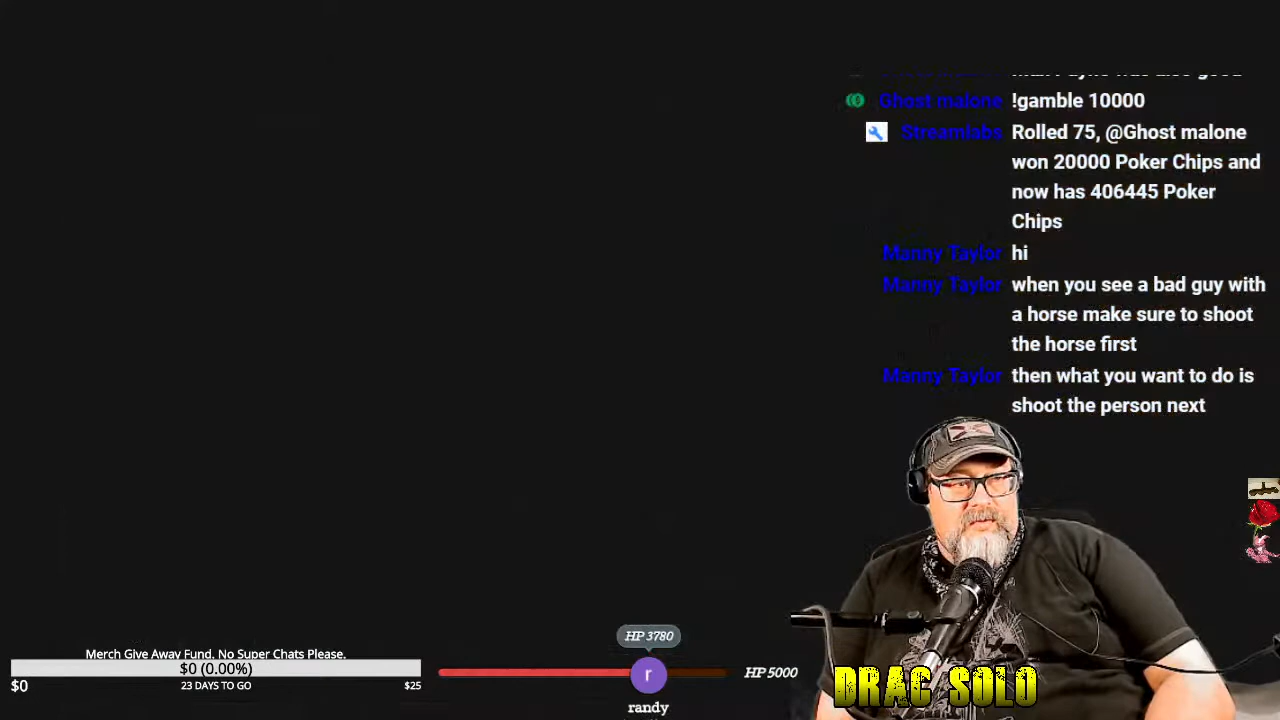 Ghost malone !gamble 10000
Streamlabs Rolled 75, @Ghost malone
won 20000 Poker Chips and
now has 406445 Poker
Chips
Manny Taylor hi
Manny Taylor when you see a bad guy with
a horse make sure to shoot
the horse first
Manny Taylor then what you want to do is
shoot the person next
HP 3780
Merch Give Away Fund. No Super Chats Please.
$0 (0.00%)
$0 23 DAYS TO GO $25
r
HP 5000
randy
DRAC SOLO